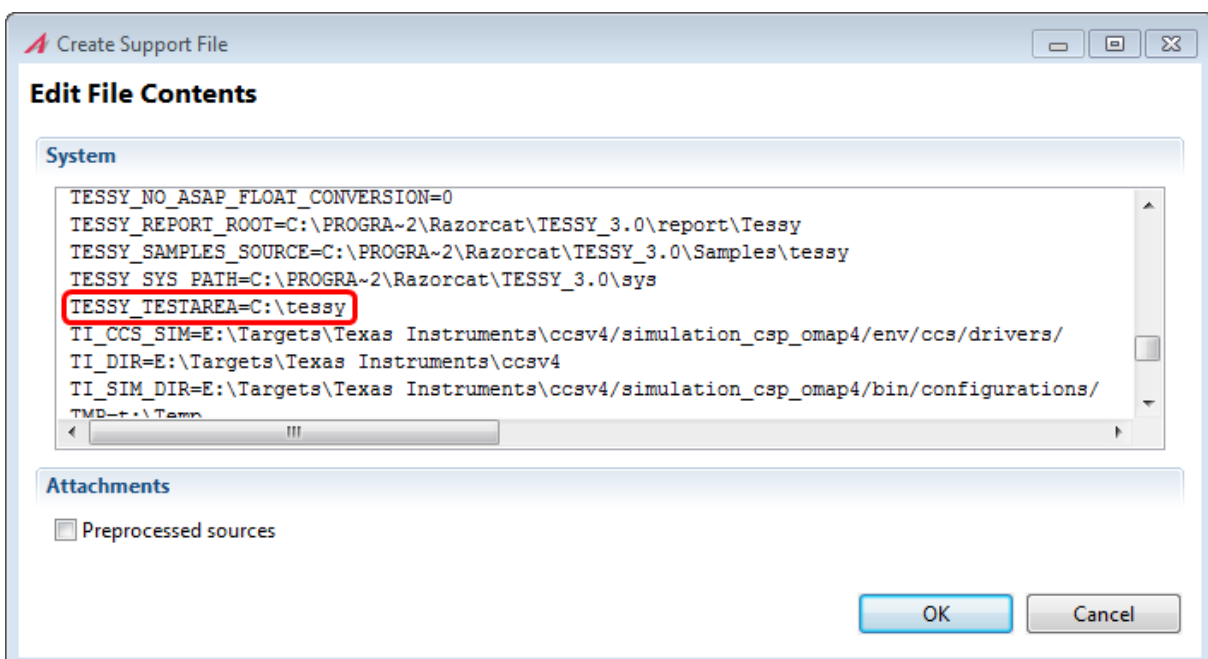 Create Support File
Edit File Contents
System
TESSY_NO_ASAP_FLOAT_CONVERSION=0
TESSY_REPORT_ROOT=C:\PROGRA~2\Razorcat\TESSY_3.0\report\Tessy
TESSY_SAMPLES_SOURCE=C:\PROGRA~2\Razorcat\TESSY_3.0\Samples\tessy
TESSY_SYS_PATH=C:\PROGRA~2\Razorcat\TESSY_3.0\sys
TESSY_TESTAREA=C:\tessy
TI_CCS_SIM=E:\Targets\Texas Instruments\ccsv4/simulation_csp_omap4/env/ccs/drivers/
TI_DIR=E:\Targets\Texas Instruments\ccsv4
TI_SIM_DIR=E:\Targets\Texas Instruments\ccsv4/simulation_csp_omap4/bin/configurations/
TMP=t:\Temp
Attachments
Preprocessed sources
OK Cancel